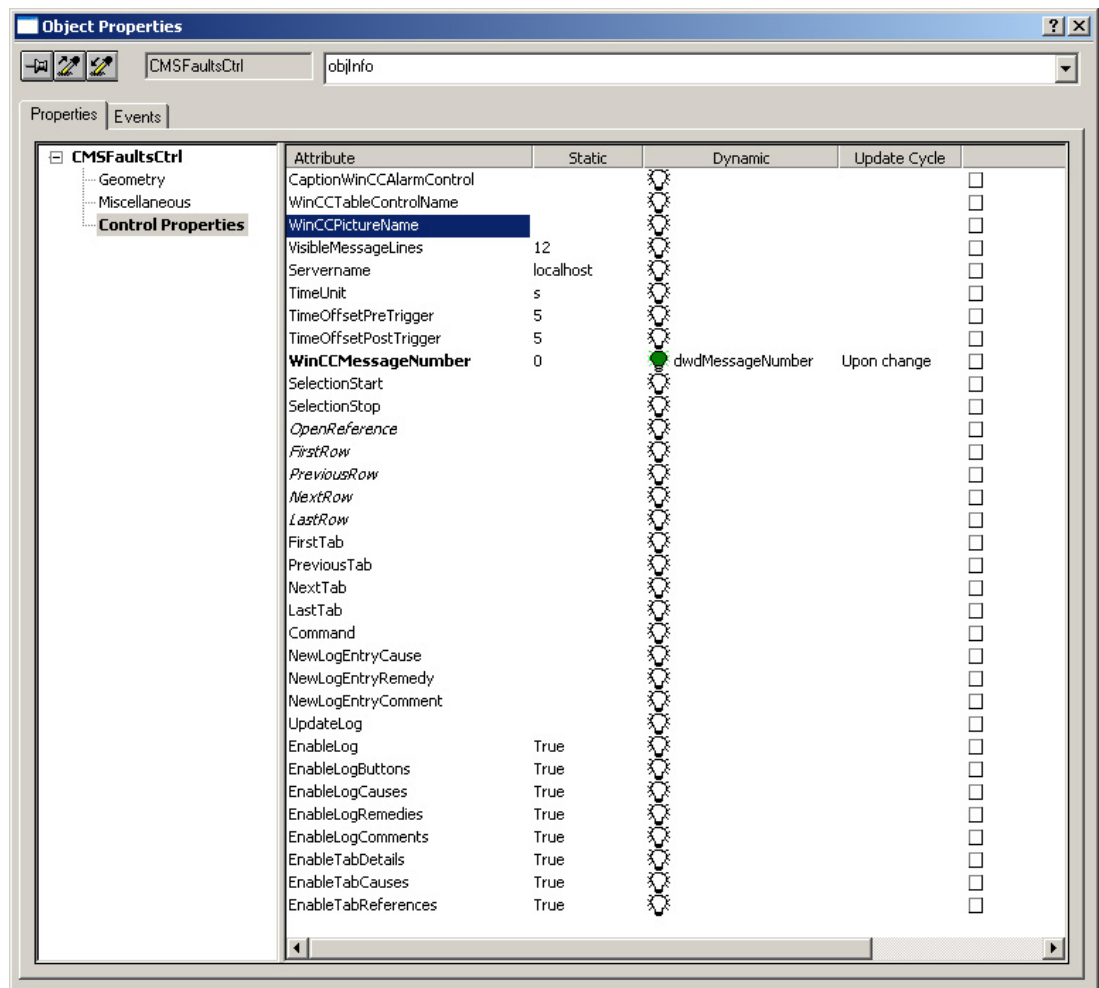 Object Properties
CMSFaultsCtrl objInfo
Properties Events
CMSFaultsCtrl
Geometry
Miscellaneous
Control Properties
Attribute Static Dynamic Update Cycle
CaptionWinCCAlarmControl
WinCCTableControlName
WinCCPictureName
VisibleMessageLines 12
Servername localhost
TimeUnit s
TimeOffsetPreTrigger 5
TimeOffsetPostTrigger 5
WinCCMessageNumber 0 dwdMessageNumber Upon change
SelectionStart
SelectionStop
OpenReference
FirstRow
PreviousRow
NextRow
LastRow
FirstTab
PreviousTab
NextTab
LastTab
Command
NewLogEntryCause
NewLogEntryRemedy
NewLogEntryComment
UpdateLog
EnableLog True
EnableLogButtons True
EnableLogCauses True
EnableLogRemedies True
EnableLogComments True
EnableTabDetails True
EnableTabCauses True
EnableTabReferences True